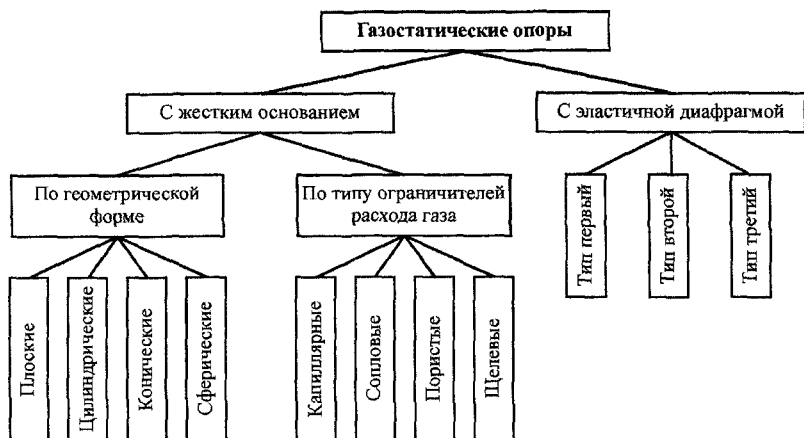 Газостатические опоры
С жестким основанием
С эластичной диафрагмой
По геометрической
форме
По типу ограничителей
расхода газа
Тип первый
Тип второй
Тип третий
Плоские
Цилиндрические
Конические
Сферические
Капиллярные
Сопловые
Пористые
Щелевые